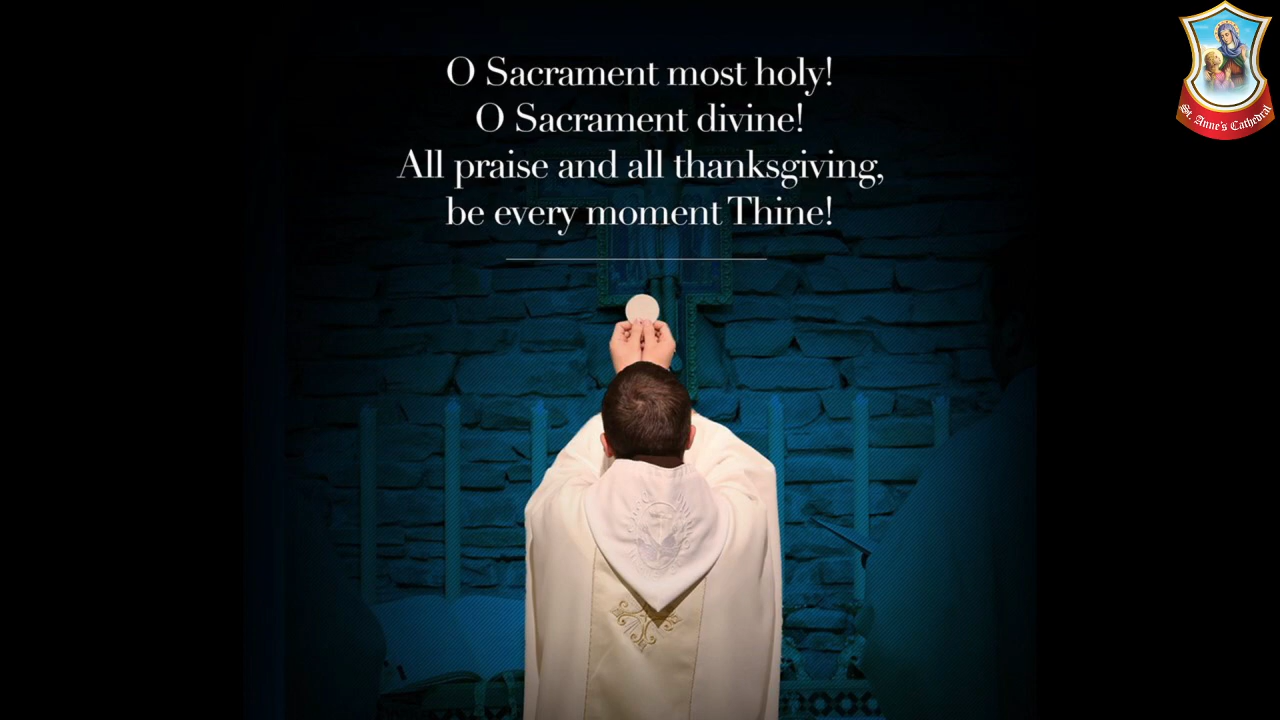 O Sacrament most holy!
O Sacrament divine!
All praise and all thanksgiving,
be every moment Thine!
St. Anne's Cathedral